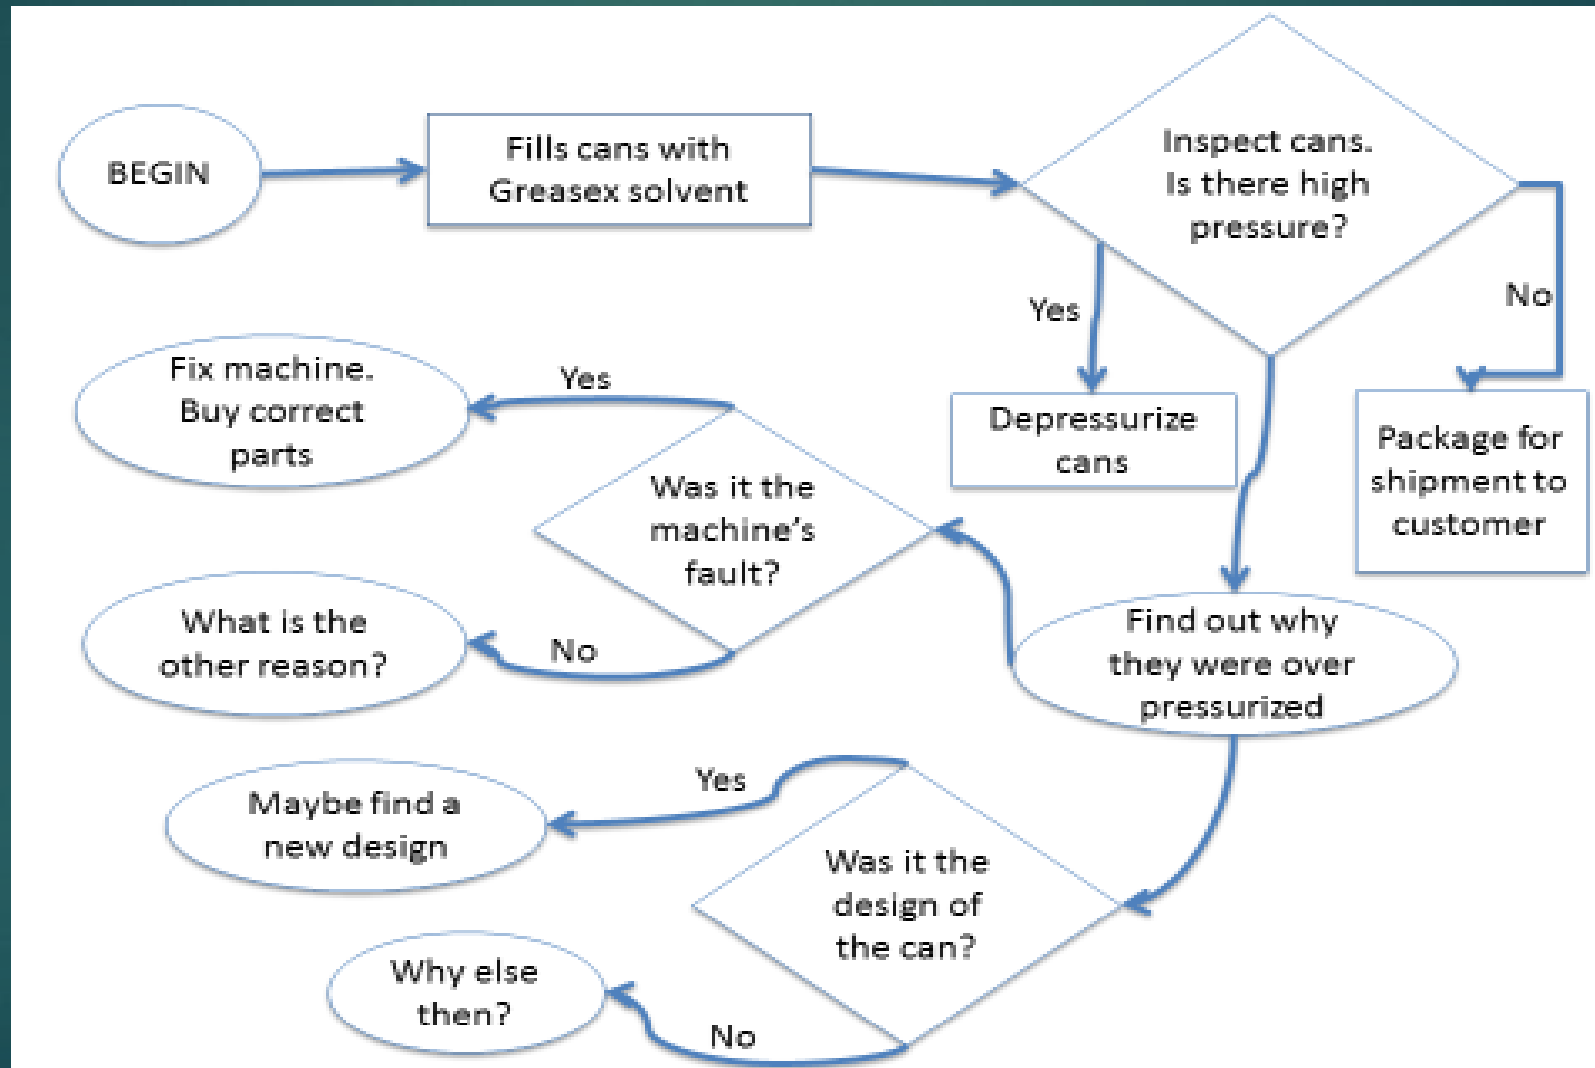 BEGIN
Fills cans with
Greasex solvent
Inspect cans.
Is there high
pressure?
Yes
No
Depressurize
cans
Package for
shipment to
customer
Find out why
they were over
pressurized
Was it the
machine's
fault?
Yes
Fix machine.
Buy correct
parts
No
What is the
other reason?
Was it the
design of
the can?
Yes
Maybe find a
new design
No
Why else
then?